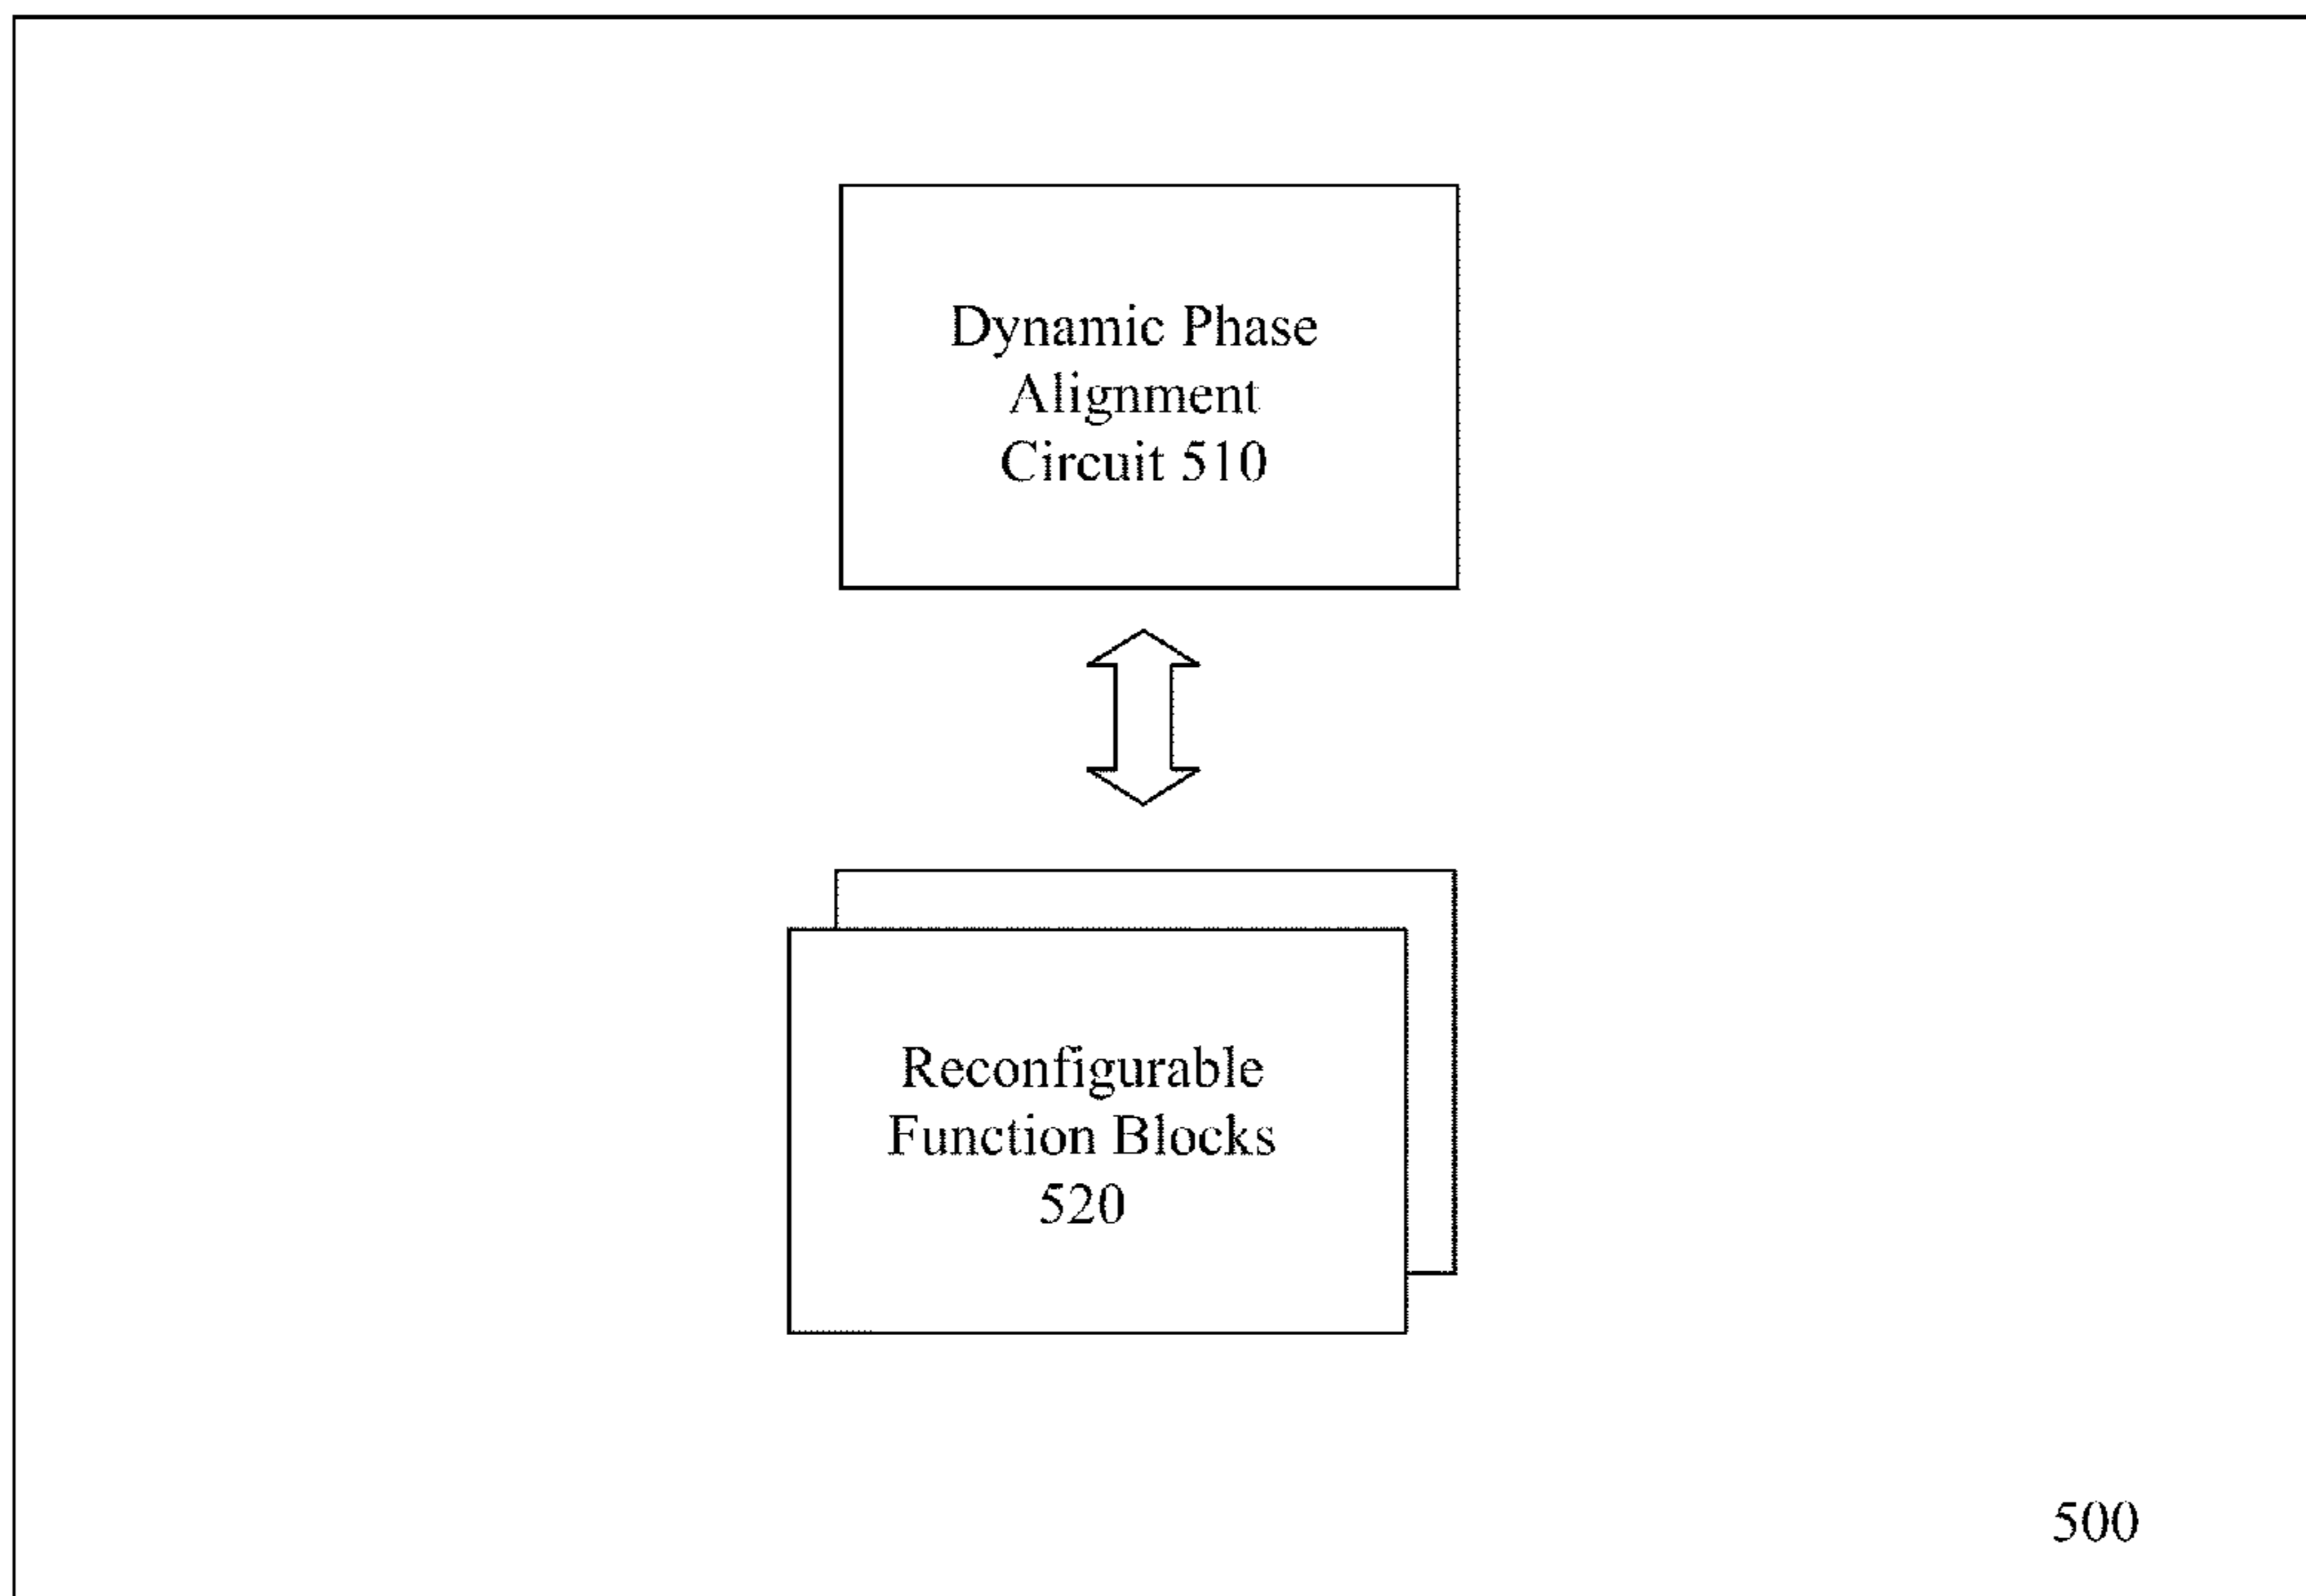 Dynamic Phase
Alignment
Circuit 510
Reconfigurable
Function Blocks
520
500